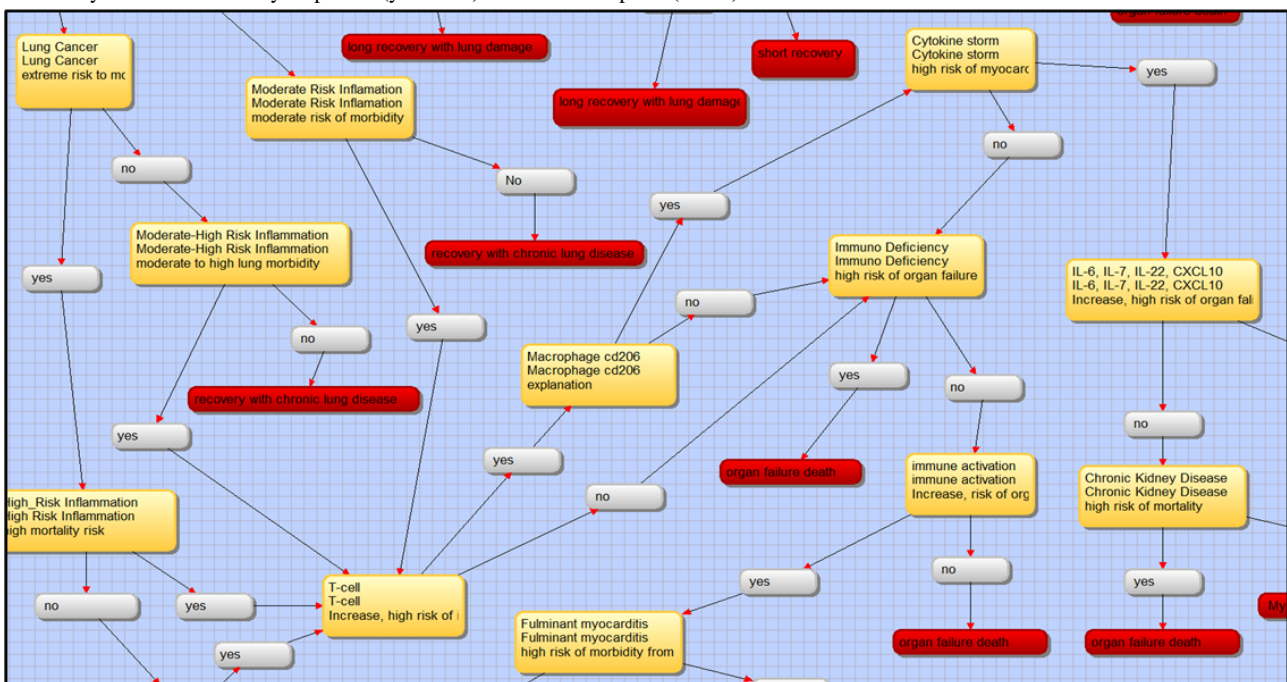 organ failure death
Lung Cancer
Lung Cancer
extreme risk to mo
long recovery with lung damage
short recovery
Cytokine storm
Cytokine storm
high risk of myocard
yes
Moderate Risk Inflamation
Moderate Risk Inflamation
moderate risk of morbidity
long recovery with lung damage
no
no
No
yes
Moderate-High Risk Inflammation
Moderate-High Risk Inflammation
moderate to high lung morbidity
recovery with chronic lung disease
Immuno Deficiency
Immuno Deficiency
high risk of organ failure
yes
IL-6, IL-7, IL-22, CXCL10
IL-6, IL-7, IL-22, CXCL10
Increase, high risk of organ fail
no
no
yes
Macrophage cd206
Macrophage cd206
explanation
yes
no
recovery with chronic lung disease
yes
yes
no
organ failure death
immune activation
immune activation
Increase, risk of org
Chronic Kidney Disease
Chronic Kidney Disease
high risk of mortality
High_Risk Inflammation
High Risk Inflammation
high mortality risk
no
yes
no
yes
no
yes
T-cell
T-cell
Increase, high risk of i
My
Fulminant myocarditis
Fulminant myocarditis
high risk of morbidity from
organ failure death
organ failure death
yes